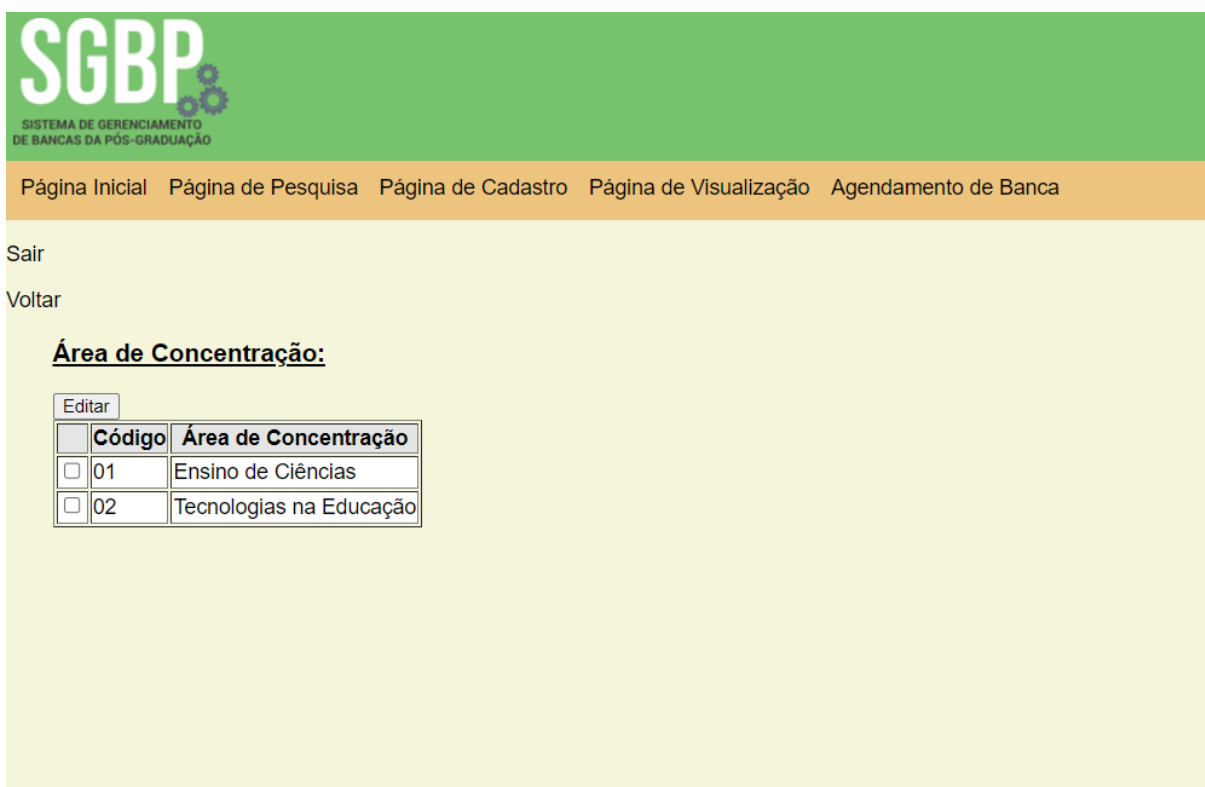 SGBP
SISTEMA DE GERENCIAMENTO
DE BANCAS DA PÓS-GRADUAÇÃO
Página Inicial Página de Pesquisa Página de Cadastro Página de Visualização Agendamento de Banca
Sair
Voltar
Área de Concentração:
Editar
Código Área de Concentração
01 Ensino de Ciências
02 Tecnologias na Educação